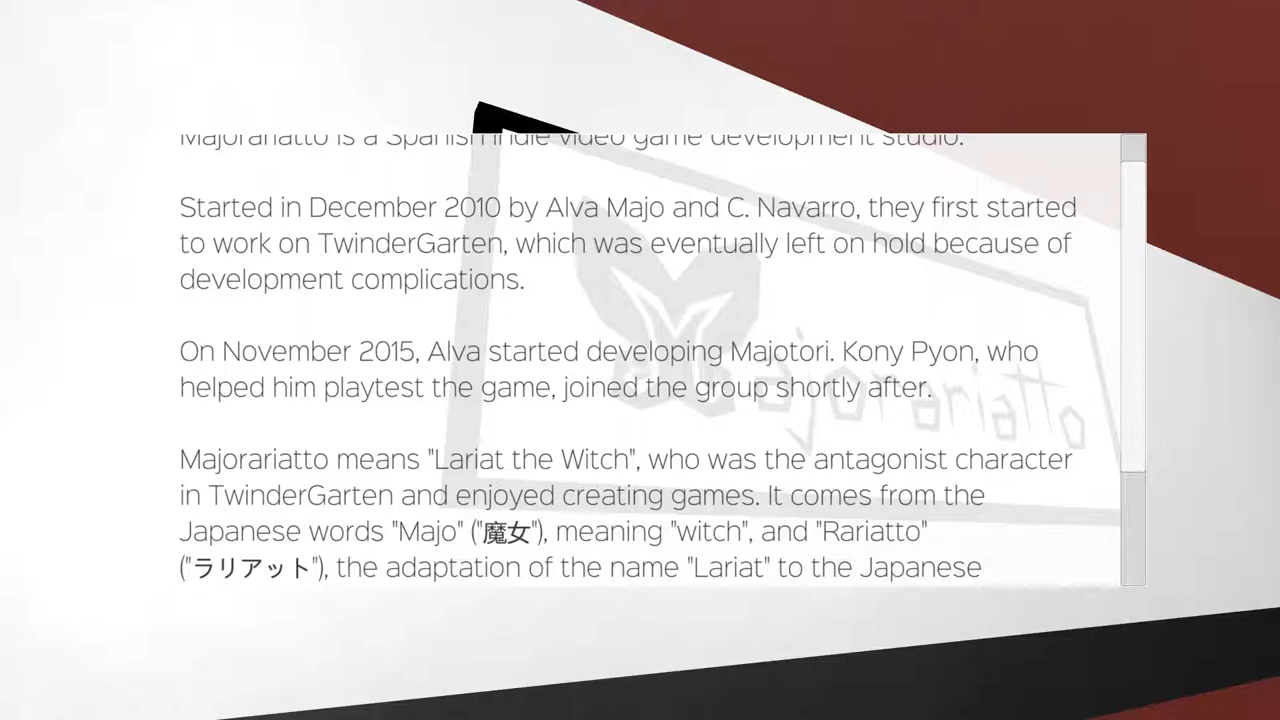 Majorariatto is a Spanish indie video game development studio.
Started in December 2010 by Alva Majo and C. Navarro, they first started
to work on TwinderGarten, which was eventually left on hold because of
development complications.
On November 2015, Alva started developing Majotori. Kony Pyon, who
helped him playtest the game, joined the group shortly after.
Majorariatto means "Lariat the Witch", who was the antagonist character
in TwinderGarten and enjoyed creating games. It comes from the
Japanese words "Majo" ("魔女"), meaning "witch", and "Rariatto"
("ラリアット"), the adaptation of the name "Lariat" to the Japanese
majorariatto